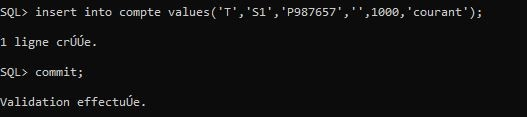 SQL> insert into compte values('T','S1','P987657','',1000,'courant');
1 ligne crÚÚe.
SQL> commit;
Validation effectuÚe.